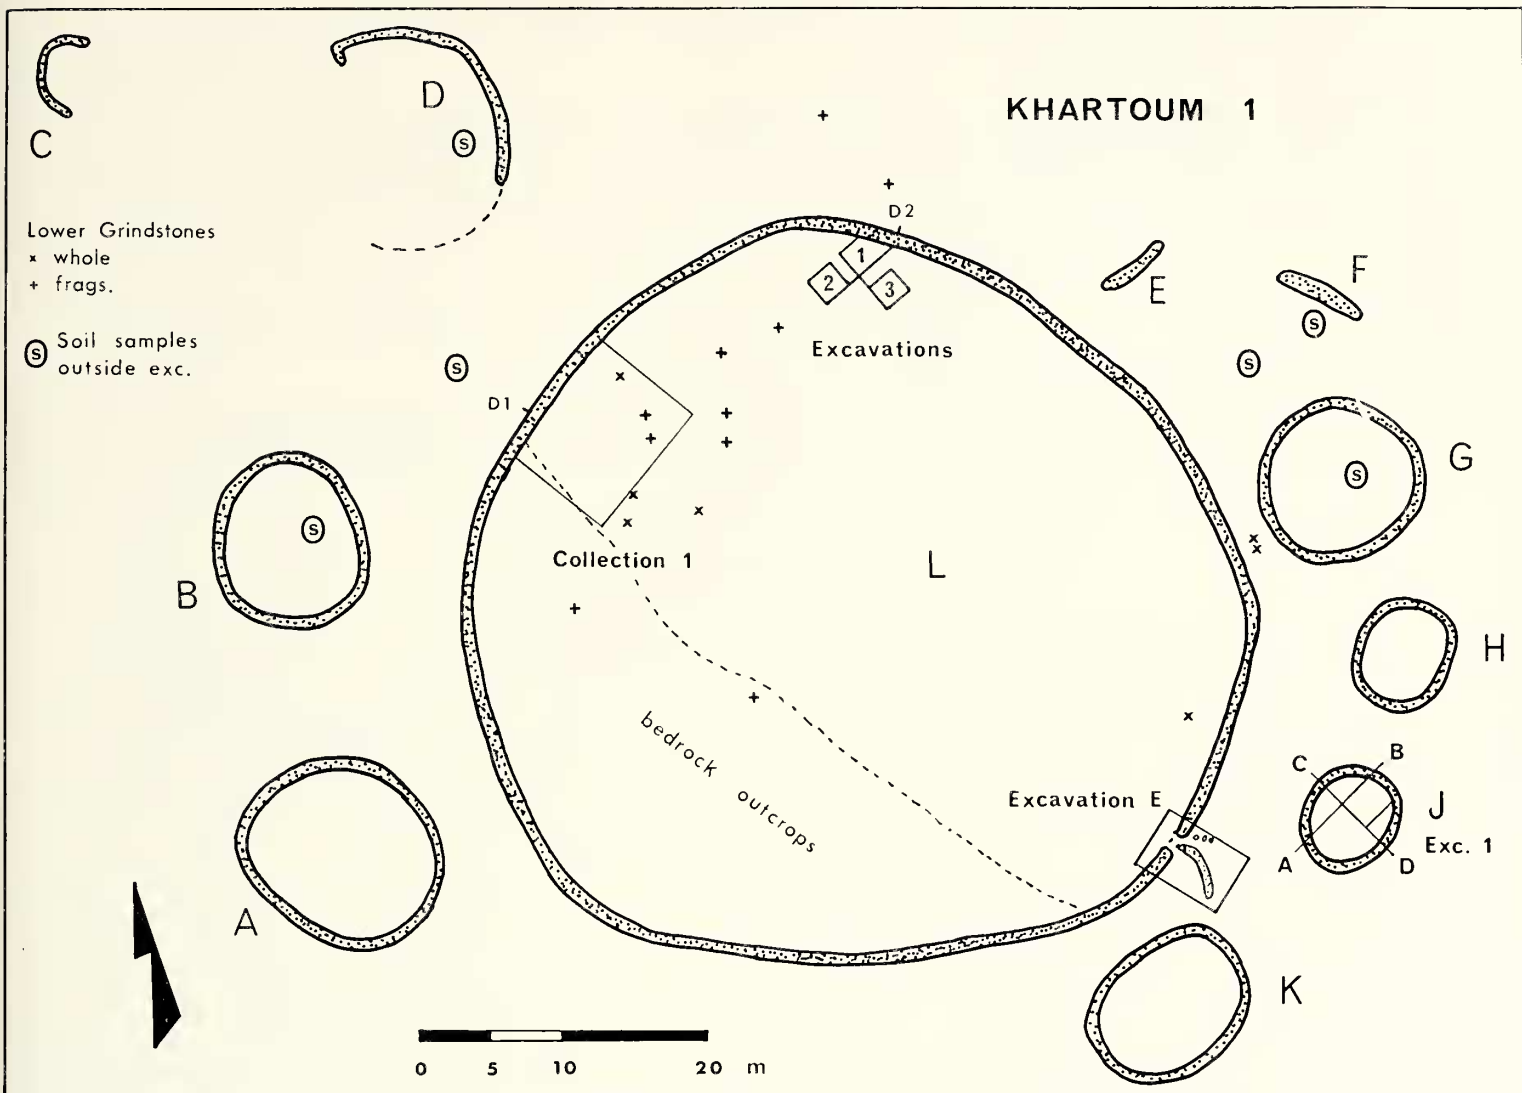 KHARTOUM 1
C
D
S
Lower Grindstones
x whole
+ frags.
S Soil samples
outside exc.
D2
1
2
3
E
F
S
S
S
Excavations
D1
G
S
B
S
Collection 1
L
H
bedrock outcrops
Excavation E
C
B
J
A
D
Exc. 1
A
K
0 5 10 20 m